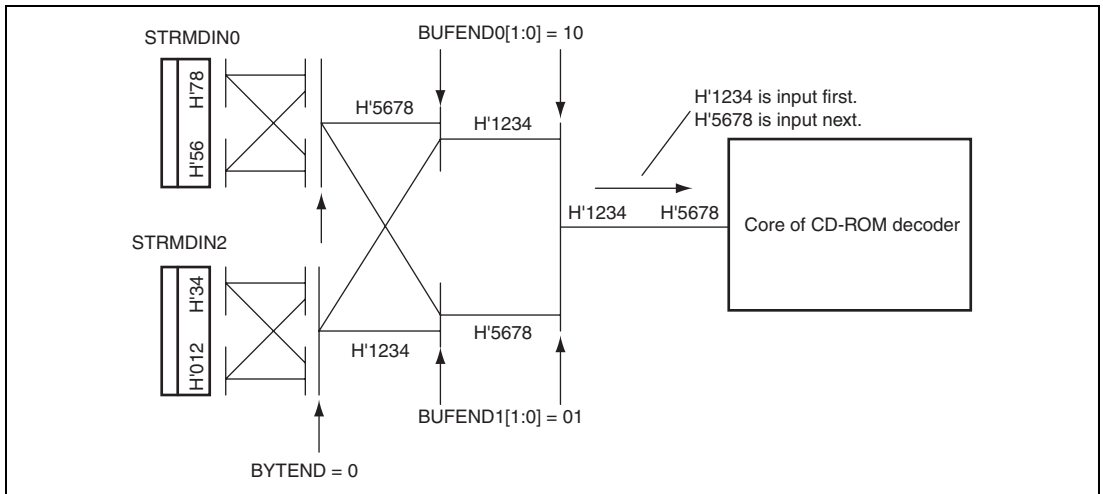 STRMDIN0
BUFEND0[1:0] = 10
H'78
H'56
H'5678
H'1234
H'1234 is input first.
H'5678 is input next.
H'1234
H'5678
Core of CD-ROM decoder
STRMDIN2
H'34
H'012
H'1234
H'5678
BUFEND1[1:0] = 01
BYTEND = 0